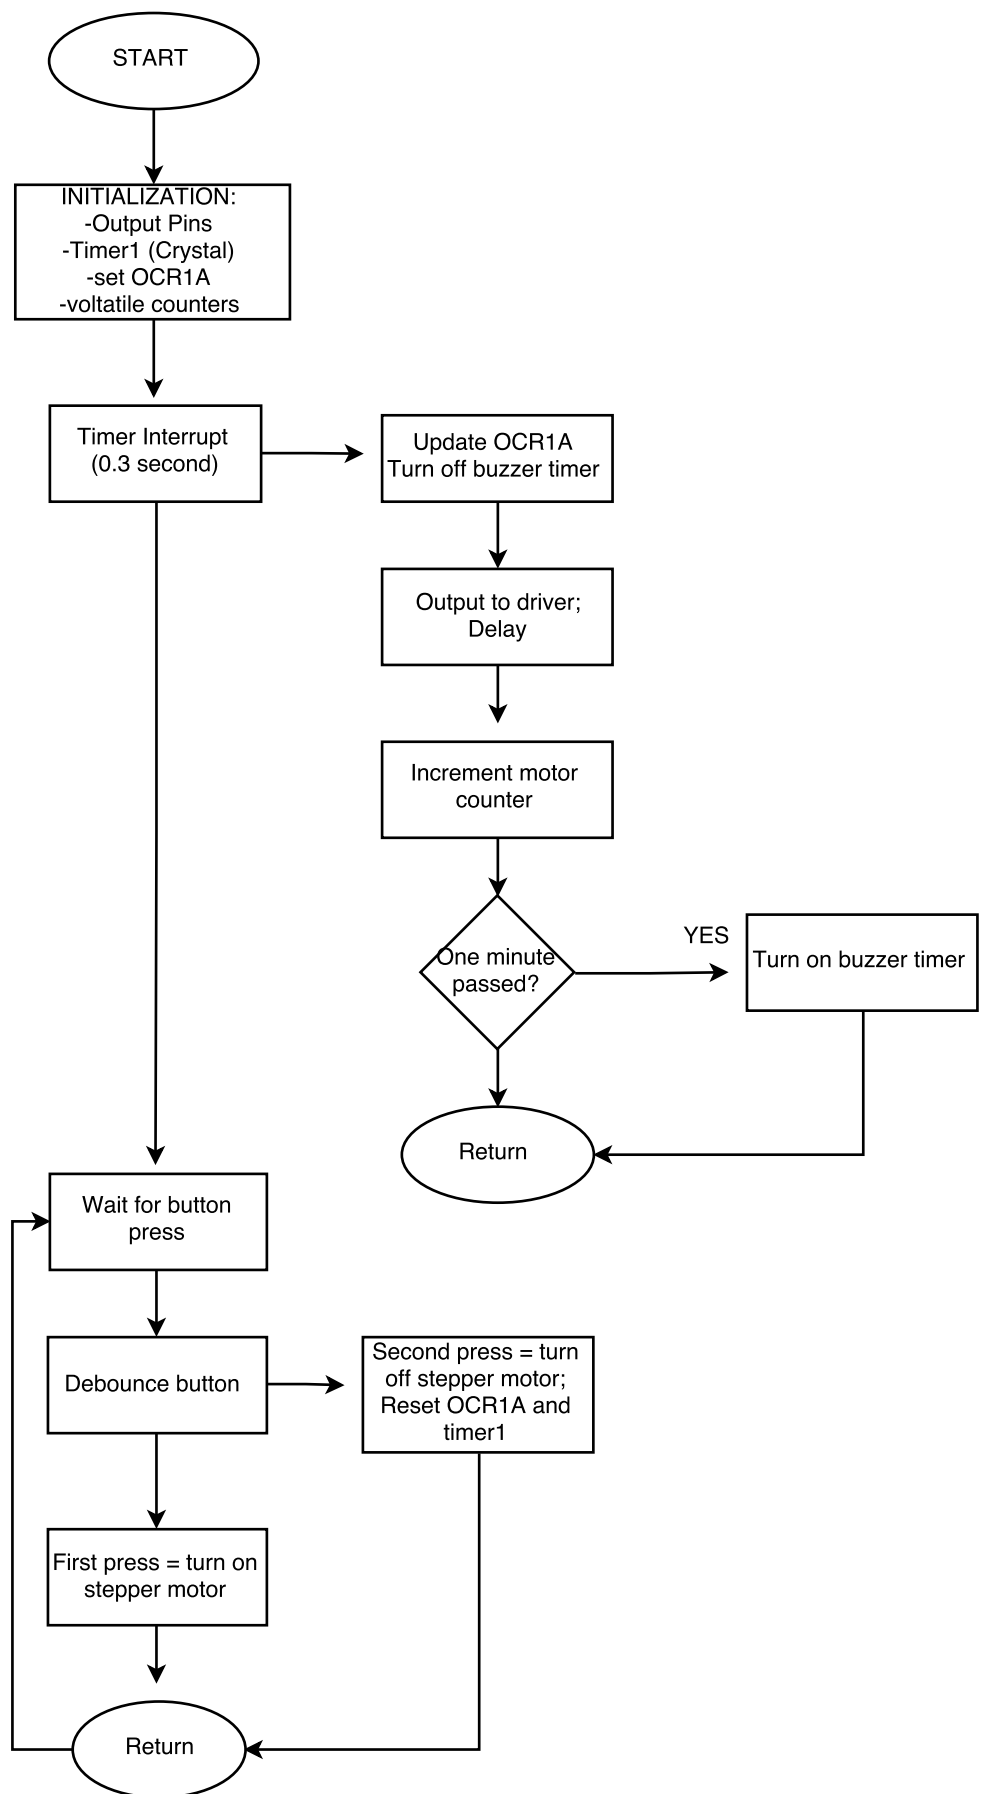 START
INITIALIZATION:
-Output Pins
-Timer1 (Crystal)
-set OCR1A
-voltatile counters
Timer Interrupt
(0.3 second)
Update OCR1A
Turn off buzzer timer
Output to driver;
Delay
Increment motor
counter
One minute
passed?
YES
Turn on buzzer timer
Return
Wait for button
press
Debounce button
Second press = turn
off stepper motor;
Reset OCR1A and
timer1
First press = turn on
stepper motor
Return